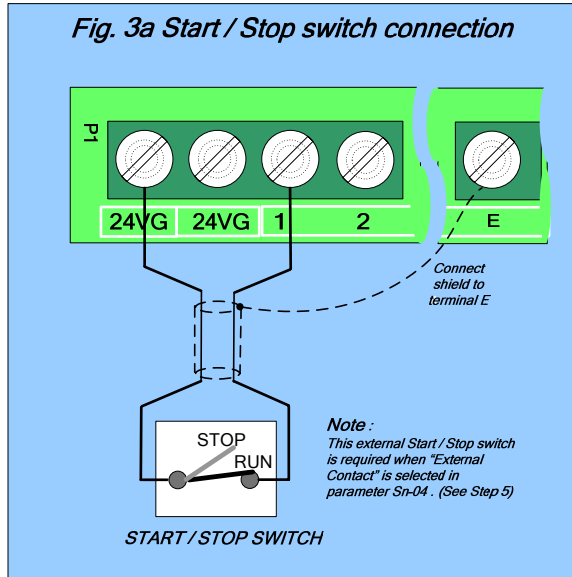 Fig. 3a Start / Stop switch connection
P1
24VG 24VG 1 2 E
Connect
shield to
terminal E
STOP
RUN
Note :
This external Start / Stop switch
is required when "External
Contact" is selected in
parameter Sn-04 . (See Step 5)
START / STOP SWITCH